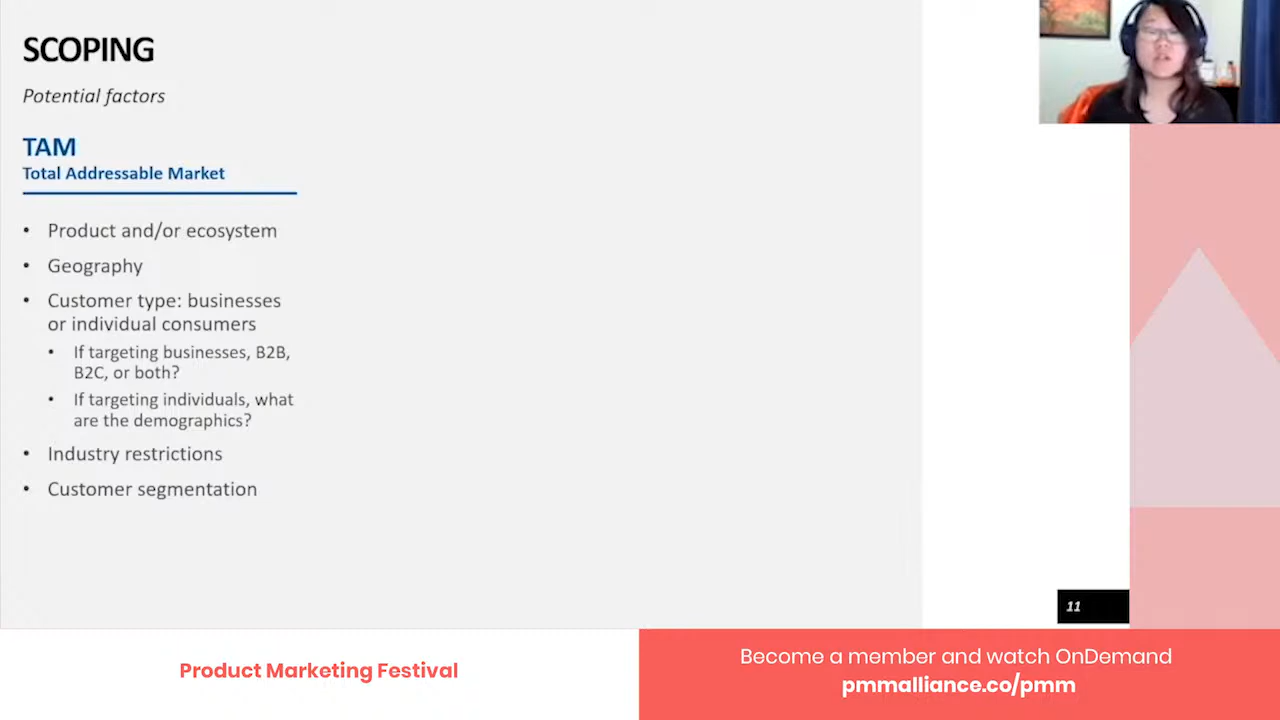 SCOPING
Potential factors
TAM
Total Addressable Market
• Product and/or ecosystem
• Geography
• Customer type: businesses
or individual consumers
• If targeting businesses, B2B,
B2C, or both?
• If targeting individuals, what
are the demographics?
• Industry restrictions
• Customer segmentation
11
Product Marketing Festival
Become a member and watch OnDemand
pmmalliance.co/pmm